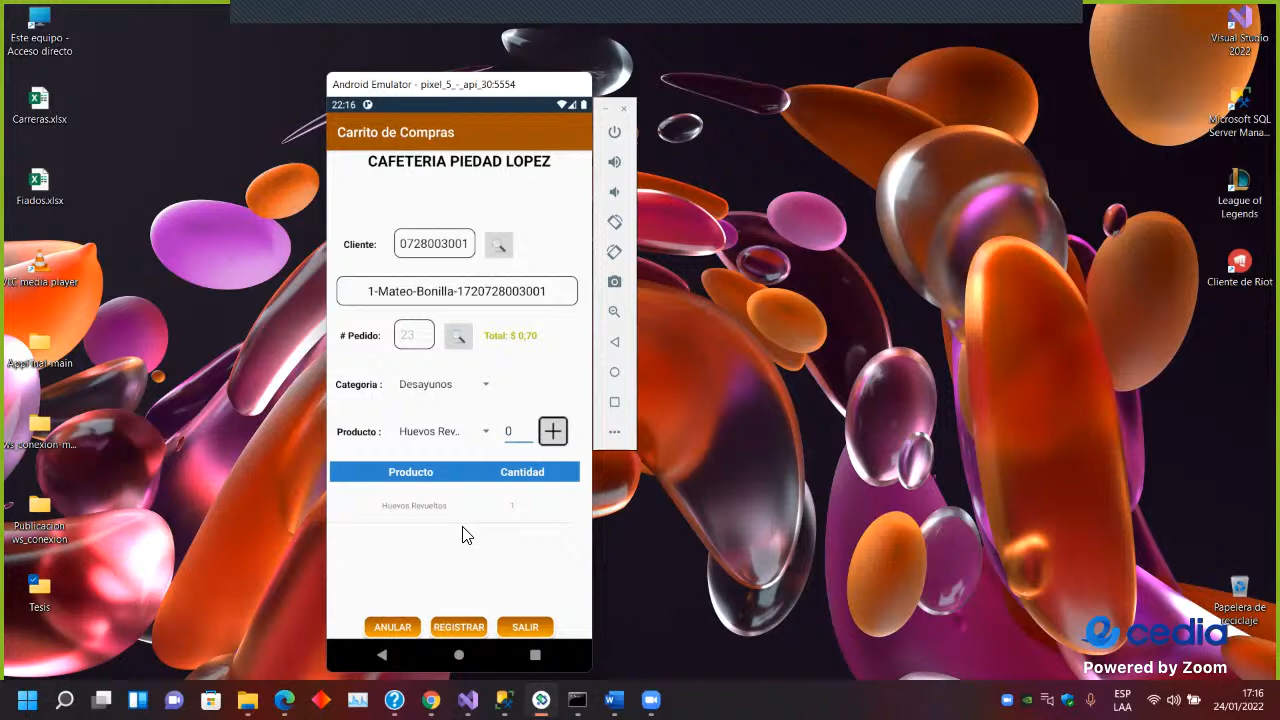 Este equipo -
Acceso directo
Carreras.xlsx
Fiados.xlsx
VLC media player
AppFinal-main
ws_conexion-m...
Publicacion
ws_conexion
Tesis
Android Emulator - pixel_5_-_api_30:5554
22:16
Carrito de Compras
CAFETERIA PIEDAD LOPEZ
Cliente:
0728003001
1-Mateo-Bonilla-1720728003001
# Pedido:
23
Total: $ 0,70
Categoria :
Desayunos
Producto :
Huevos Rev..
0
Producto
Cantidad
Huevos Revueltos
1
ANULAR
REGISTRAR
SALIR
Visual Studio
2022
Microsoft SQL
Server Mana...
League of
Legends
Cliente de Riot
Papelera de
reciclaje
cedia
Powered by Zoom
ESP
LAA
17:16
24/01/2022